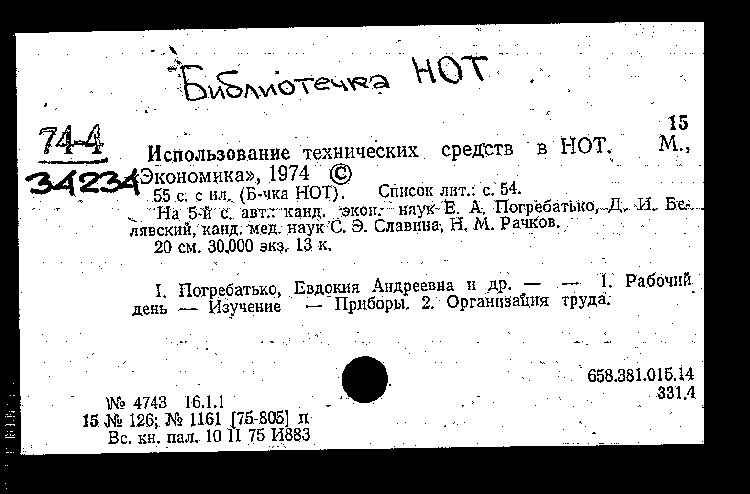 Библиотечка НОТ
15
74-4
34234
Использование технических средств в НОТ. М.,
«Экономика», 1974 ©
55 с. с ил. (Б-чка НОТ). Список лит.: с. 54.
На 5-й с. авт.: канд. экон. наук Е. А. Погребатько, Д. И. Бе-
лявский, канд. мед. наук С. Э. Славина, Н. М. Рачков.
20 см. 30.000 экз. 13 к.
I. Погребатько, Евдокия Андреевна и др. — — 1. Рабочий
день — Изучение — Приборы. 2. Организация труда.
658.381.015.14
331.4
№ 4743 16.1.1
15 № 126; № 1161 [75-805] п
Вс. кн. пал. 10 II 75 И883